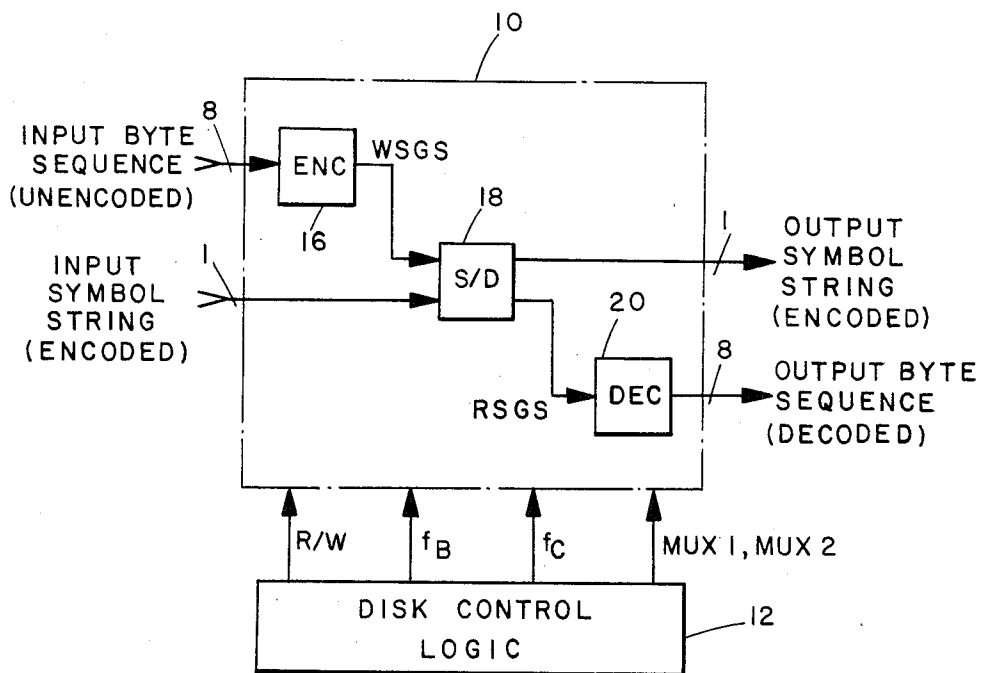 10
8
INPUT BYTE
SEQUENCE
(UNENCODED)
ENC
WSGS
16
18
1
INPUT
SYMBOL
STRING
(ENCODED)
S/D
1
OUTPUT
SYMBOL
STRING
(ENCODED)
20
8
RSGS
DEC
OUTPUT BYTE
SEQUENCE
(DECODED)
R/W
fB
fC
MUX 1, MUX 2
DISK CONTROL
LOGIC
12